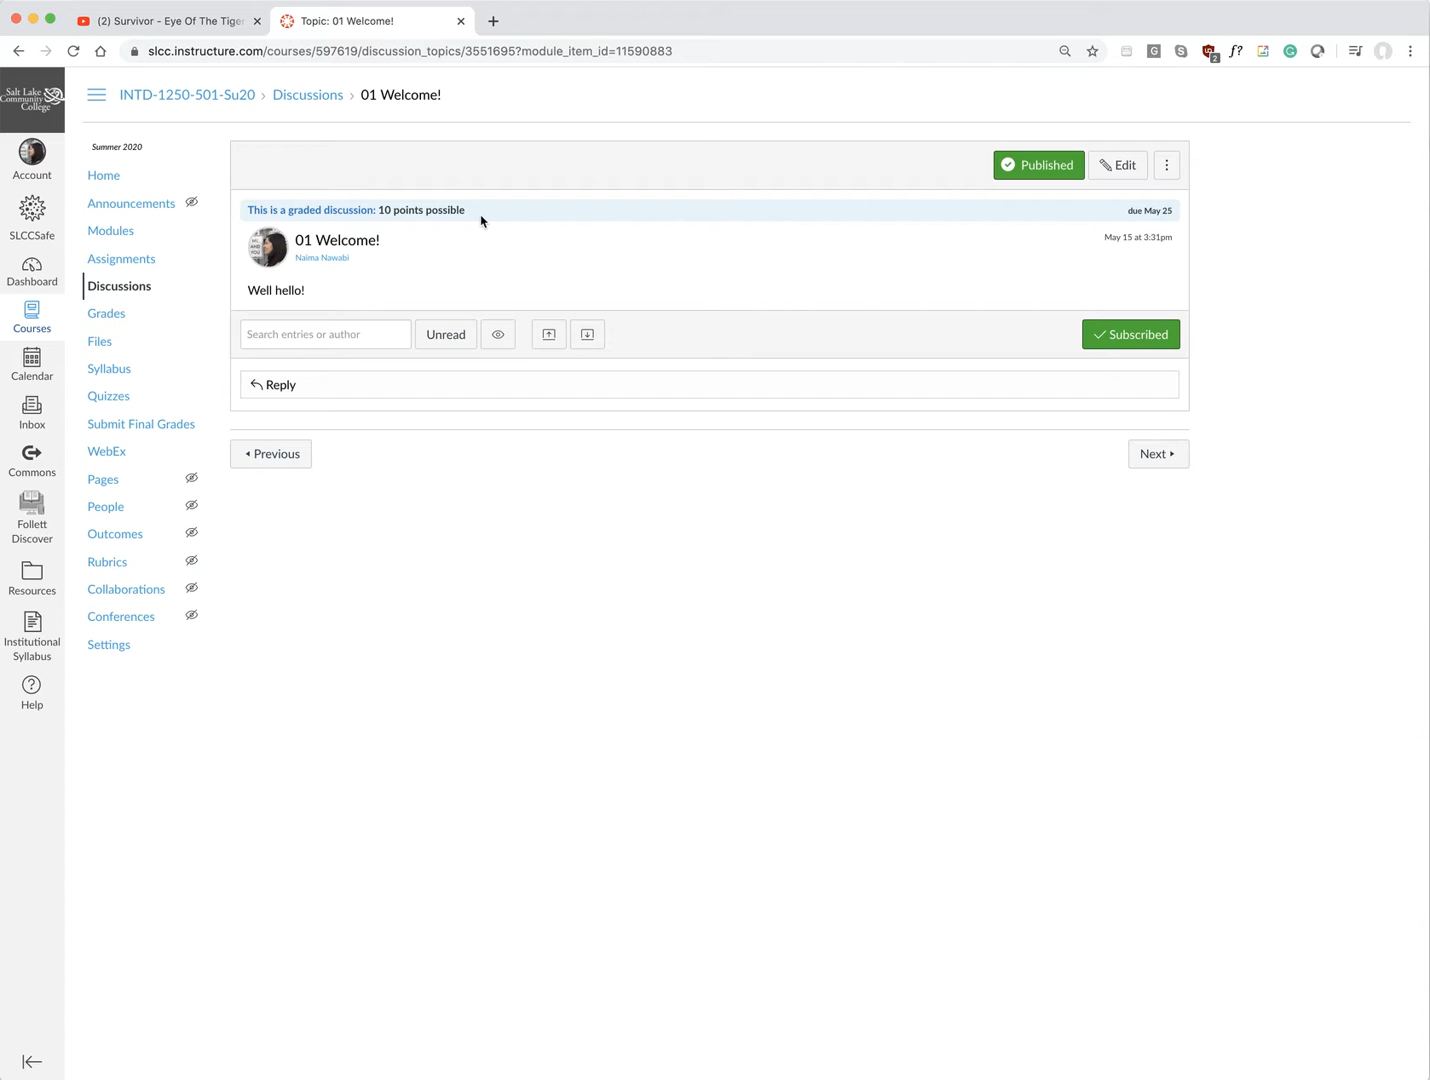 (2) Survivor - Eye Of The Tige
Topic: 01 Welcome!
slcc.instructure.com/courses/597619/discussion_topics/3551695?module_item_id=11590883
2
Salt Lake
Community
College
INTD-1250-501-Su20 › Discussions › 01 Welcome!
Account
SLCCSafe
Dashboard
Courses
Calendar
Inbox
Commons
Follett
Discover
Resources
Institutional
Syllabus
Help
Summer 2020
Home
Announcements
Modules
Assignments
Discussions
Grades
Files
Syllabus
Quizzes
Submit Final Grades
WebEx
Pages
People
Outcomes
Rubrics
Collaborations
Conferences
Settings
Published
Edit
This is a graded discussion: 10 points possible
due May 25
01 Welcome!
May 15 at 3:31pm
Naima Nawabi
Well hello!
Search entries or author
Unread
Subscribed
Reply
Previous
Next